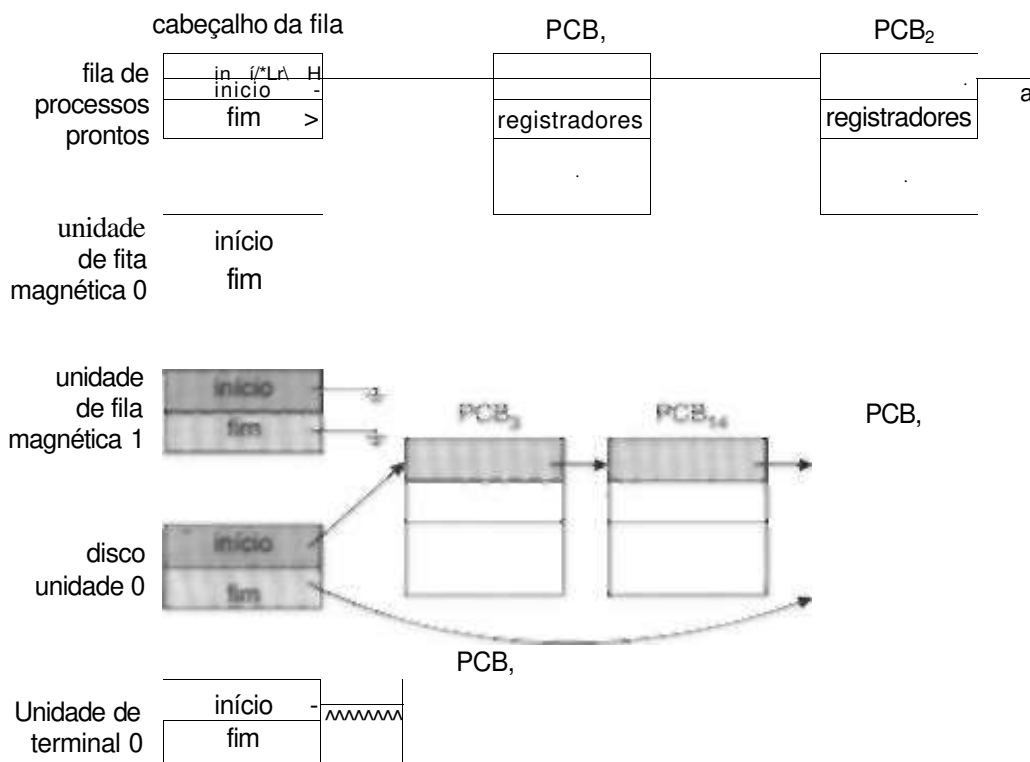 cabeçalho da fila
PCB,
PCB₂
fila de
processos
prontos
inicio -
fim >
registradores
registradores
a
unidade
de fita
magnética 0
início
fim
unidade
de fila
magnética 1
início
fim
PCB₃
PCB₁₄
PCB,
disco
unidade 0
início
fim
PCB,
Unidade de
terminal 0
início -
fim